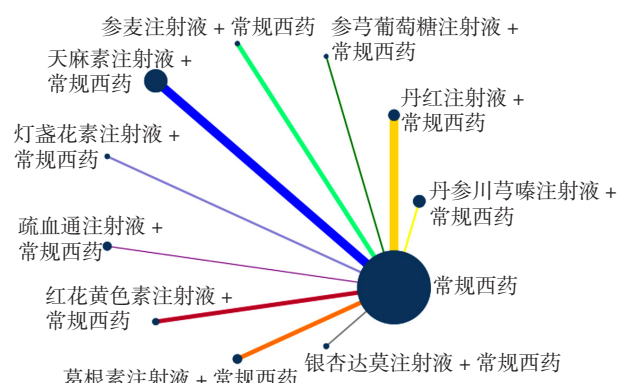 参麦注射液 + 常规西药
参芎葡萄糖注射液 +
常规西药
天麻素注射液 +
常规西药
丹红注射液 +
常规西药
灯盏花素注射液 +
常规西药
丹参川芎嗪注射液 +
常规西药
疏血通注射液 +
常规西药
常规西药
红花黄色素注射液 +
常规西药
银杏达莫注射液 + 常规西药
葛根素注射液 + 常规西药